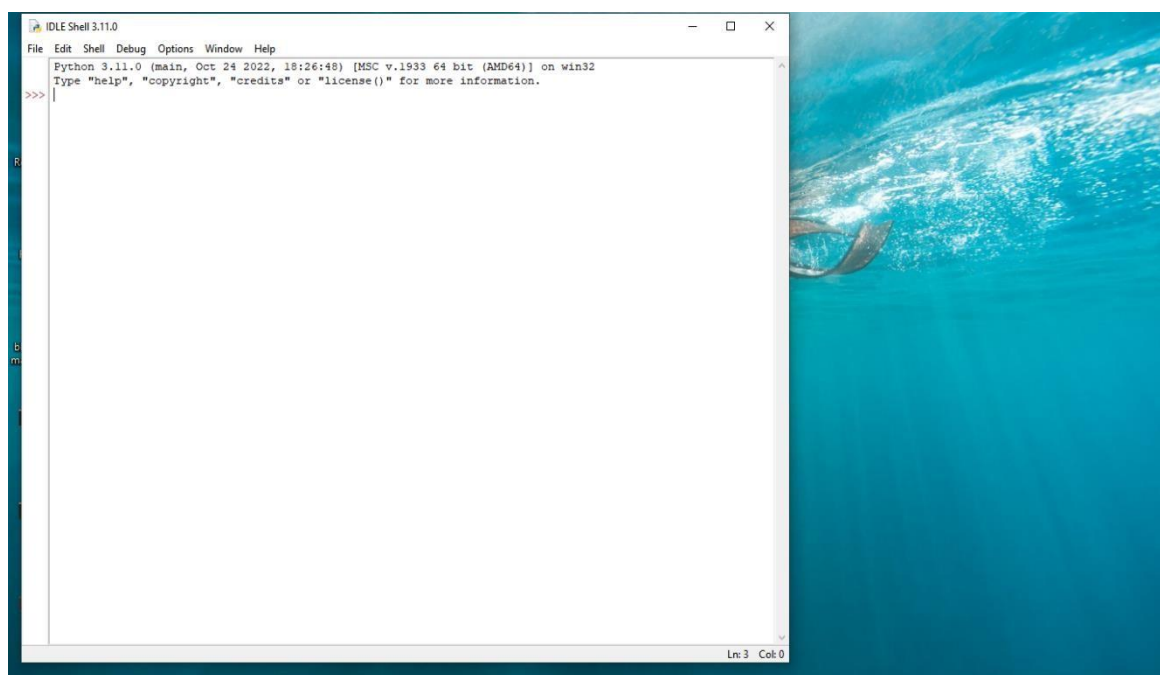 IDLE Shell 3.11.0
File Edit Shell Debug Options Window Help
Python 3.11.0 (main, Oct 24 2022, 18:26:48) [MSC v.1933 64 bit (AMD64)] on win32
Type "help", "copyright", "credits" or "license()" for more information.
>>>
R
b
m
Ln: 3 Col: 0